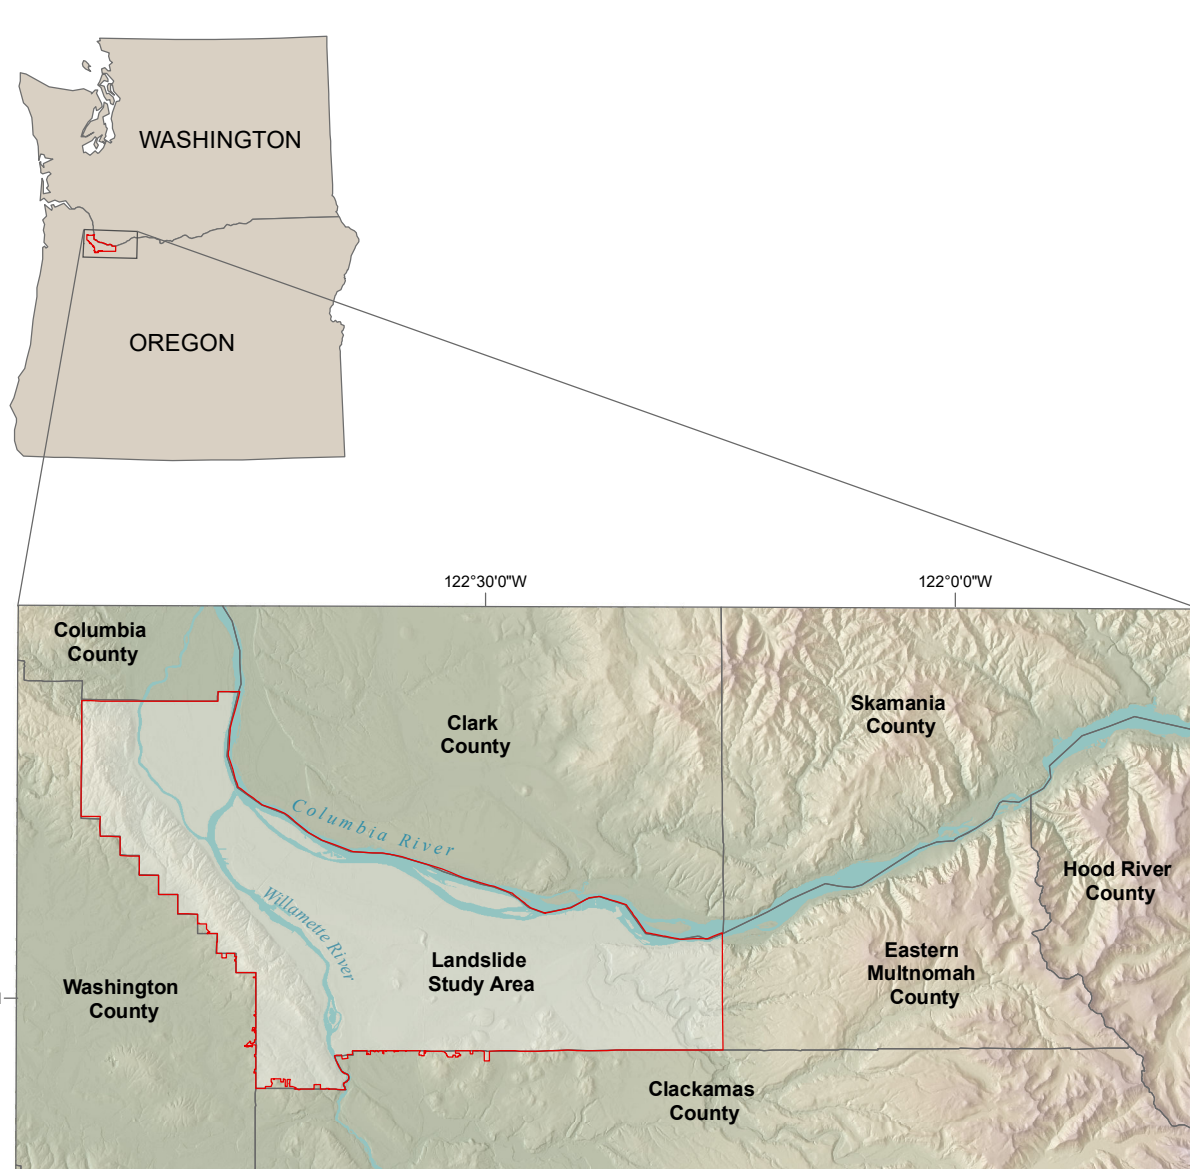 WASHINGTON
OREGON
122°30'0"W
122°0'0"W
Columbia
County
Clark
County
Skamania
County
Columbia River
Hood River
County
Willamette River
Landslide
Study Area
Eastern
Multnomah
County
Washington
County
Clackamas
County